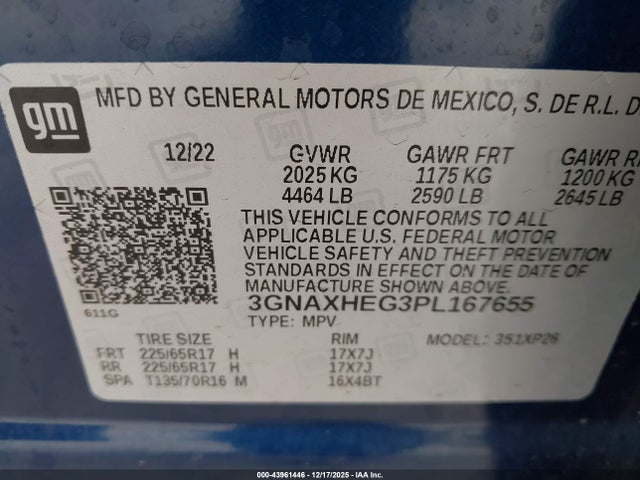 gm
MFD BY GENERAL MOTORS DE MEXICO, S. DE R.L. D
12/22 GVWR GAWR FRT GAWR R
2025 KG 1175 KG 1200 KG
4464 LB 2590 LB 2645 LB
THIS VEHICLE CONFORMS TO ALL
APPLICABLE U.S. FEDERAL MOTOR
VEHICLE SAFETY AND THEFT PREVENTION
STANDARDS IN EFFECT ON THE DATE OF
MANUFACTURE SHOWN ABOVE.
3GNAXHEG3PL167655
611G
TYPE: MPV MODEL: 351XP26
TIRE SIZE RIM
FRT 225/65R17 H 17X7J
RR 225/65R17 H 17X7J
SPA T135/70R16 M 16X4BT
000-43961446 - 12/17/2025 - IAA Inc.